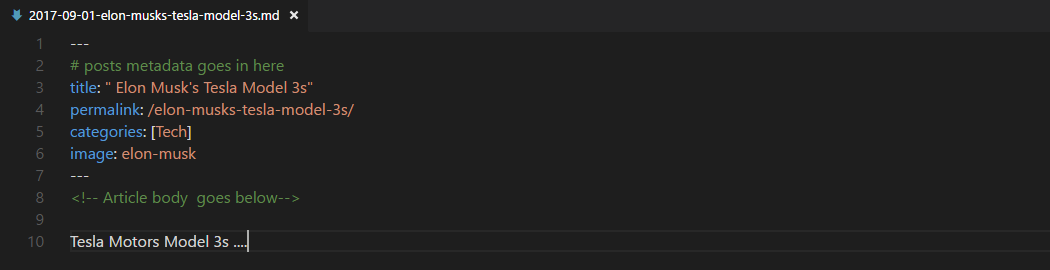 2017-09-01-elon-musks-tesla-model-3s.md ×
1 ---
2 # posts metadata goes in here
3 title: " Elon Musk's Tesla Model 3s"
4 permalink: /elon-musks-tesla-model-3s/
5 categories: [Tech]
6 image: elon-musk
7 ---
8 <!-- Article body  goes below-->
9
10 Tesla Motors Model 3s ....